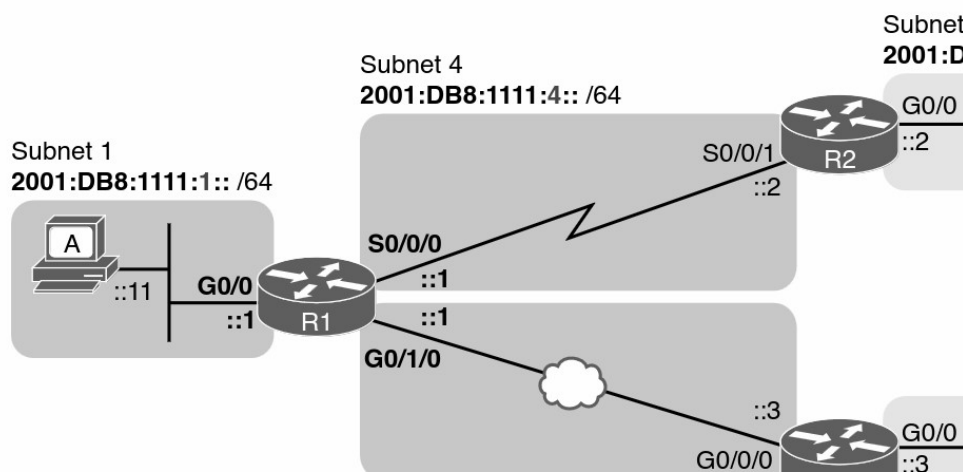 Subnet
2001:D
Subnet 4
2001:DB8:1111:4:: /64
G0/0
::2
R2
S0/0/1
::2
Subnet 1
2001:DB8:1111:1:: /64
A
::11
G0/0
::1
R1
S0/0/0
::1
::1
G0/1/0
::3
G0/0/0
G0/0
::3